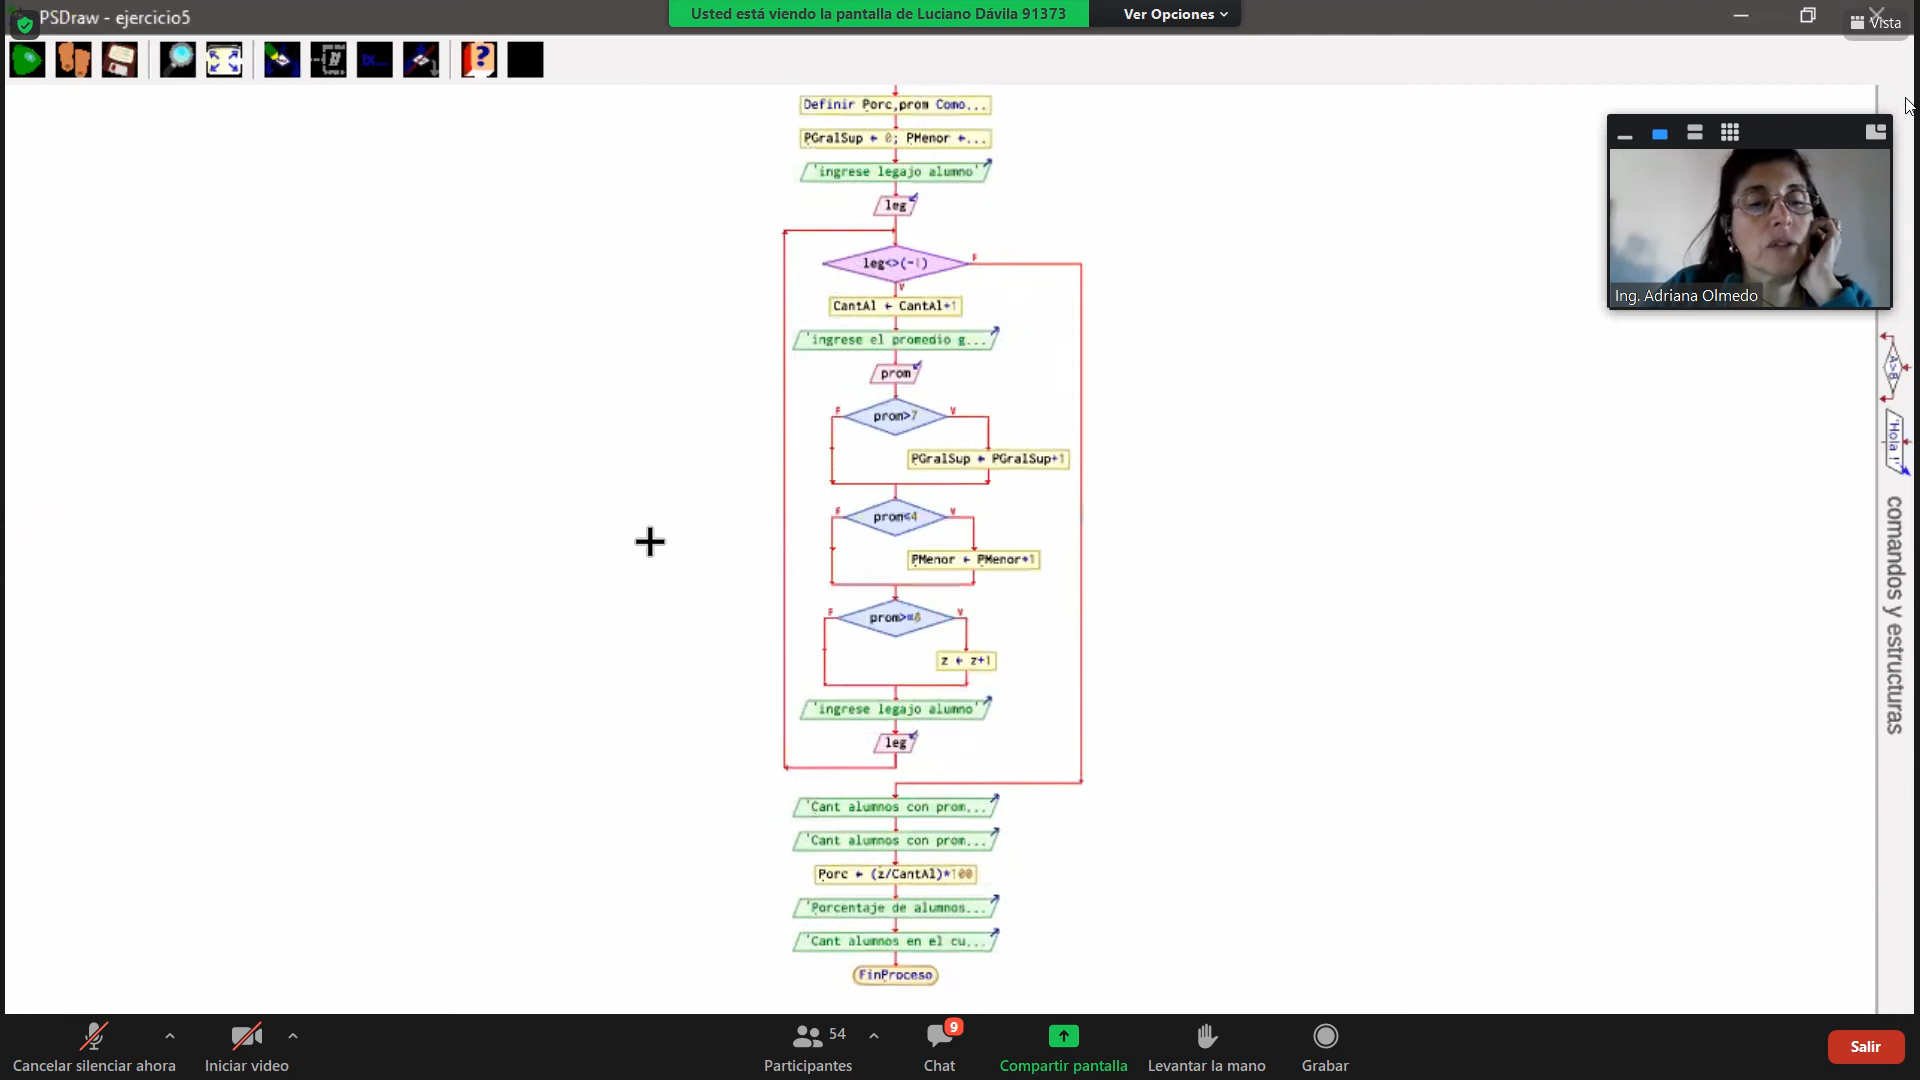 PSDraw - ejercicio5
Usted está viendo la pantalla de Luciano Dávila 91373
Ver Opciones
Vista
Definir Porc,prom Como...
PGralSup ← 0; PMenor ←...
'ingrese legajo alumno'
leg
leg<>(-1)
F
V
CantAl ← CantAl+1
'ingrese el promedio g...
prom
F
prom>7
V
PGralSup ← PGralSup+1
F
prom<4
V
PMenor ← PMenor+1
F
V
z ← z+1
'ingrese legajo alumno'
leg
'Cant alumnos con prom...
'Cant alumnos con prom...
Porc ← (z/CantAl)*100
'Porcentaje de alumnos...
'Cant alumnos en el cu...
FinProceso
Ing. Adriana Olmedo
A>B
'Hola !'
comandos y estructuras
Cancelar silenciar ahora
Iniciar video
54
Participantes
9
Chat
Compartir pantalla
Levantar la mano
Grabar
Salir